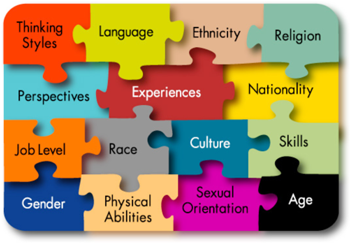 Thinking
Styles
Language
Ethnicity
Religion
Perspectives
Experiences
Nationality
Job Level
Race
Culture
Skills
Gender
Physical
Abilities
Sexual
Orientation
Age